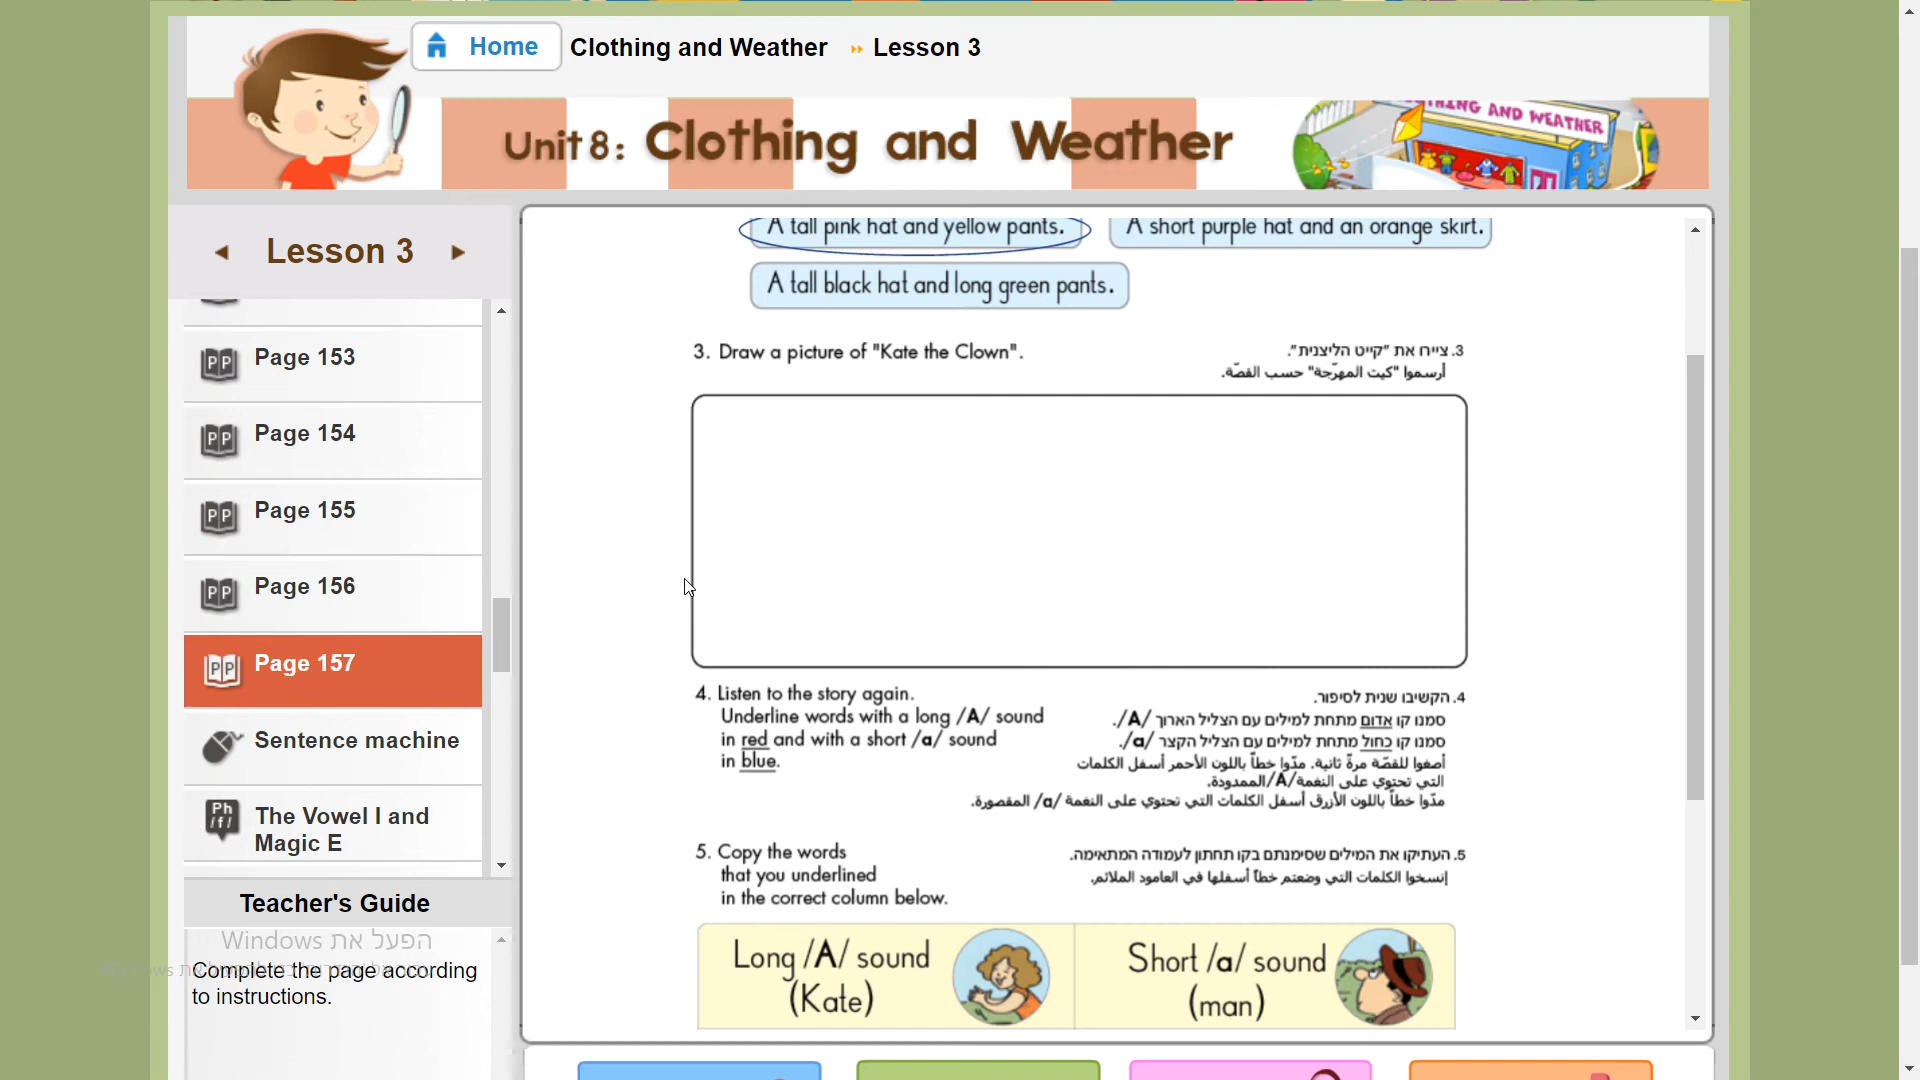 Home Clothing and Weather Lesson 3
Unit 8: Clothing and Weather
CLOTHING AND WEATHER
Lesson 3
Page 153
Page 154
Page 155
Page 156
Page 157
Sentence machine
Ph
/f/
The Vowel I and
Magic E
Teacher's Guide
הפעל את Windows
Complete the page according
to instructions.
A tall pink hat and yellow pants.
A short purple hat and an orange skirt.
A tall black hat and long green pants.
3. Draw a picture of "Kate the Clown".
3. ציירו את "קייט הליצנית".
أرسموا "كيت المهرّجة" حسب القصّة.
4. Listen to the story again.
Underline words with a long /A/ sound
in red and with a short /a/ sound
in blue.
4. הקשיבו שנית לסיפור.
סמנו קו אדום מתחת למילים עם הצליל הארוך /A/.
סמנו קו כחול מתחת למילים עם הצליל הקצר /a/.
أصغوا للقصّة مرةً ثانية. مدّوا خطاً باللون الأحمر أسفل الكلمات
التي تحتوي على النغمة /A/ الممدودة.
مدّوا خطاً باللون الأزرق أسفل الكلمات التي تحتوي على النغمة /a/ المقصورة.
5. Copy the words
that you underlined
in the correct column below.
5. העתיקו את המילים שסימנתם בקו תחתון לעמודה המתאימה.
إنسخوا الكلمات التي وضعتم خطاً أسفلها في العامود الملائم.
Long /A/ sound
(Kate)
Short /a/ sound
(man)